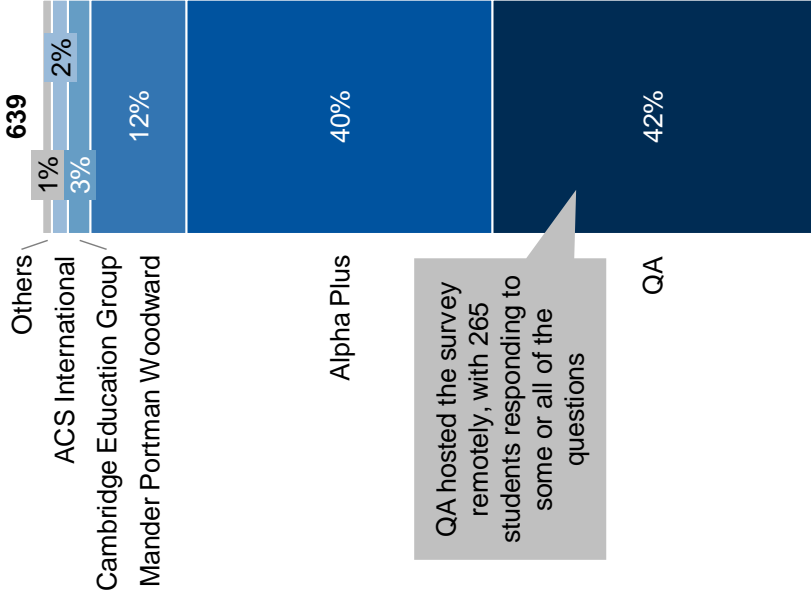 639
Others
1%
ACS International
2%
Cambridge Education Group
3%
Mander Portman Woodward
12%
Alpha Plus
40%
QA
42%
QA hosted the survey
remotely, with 265
students responding to
some or all of the
questions